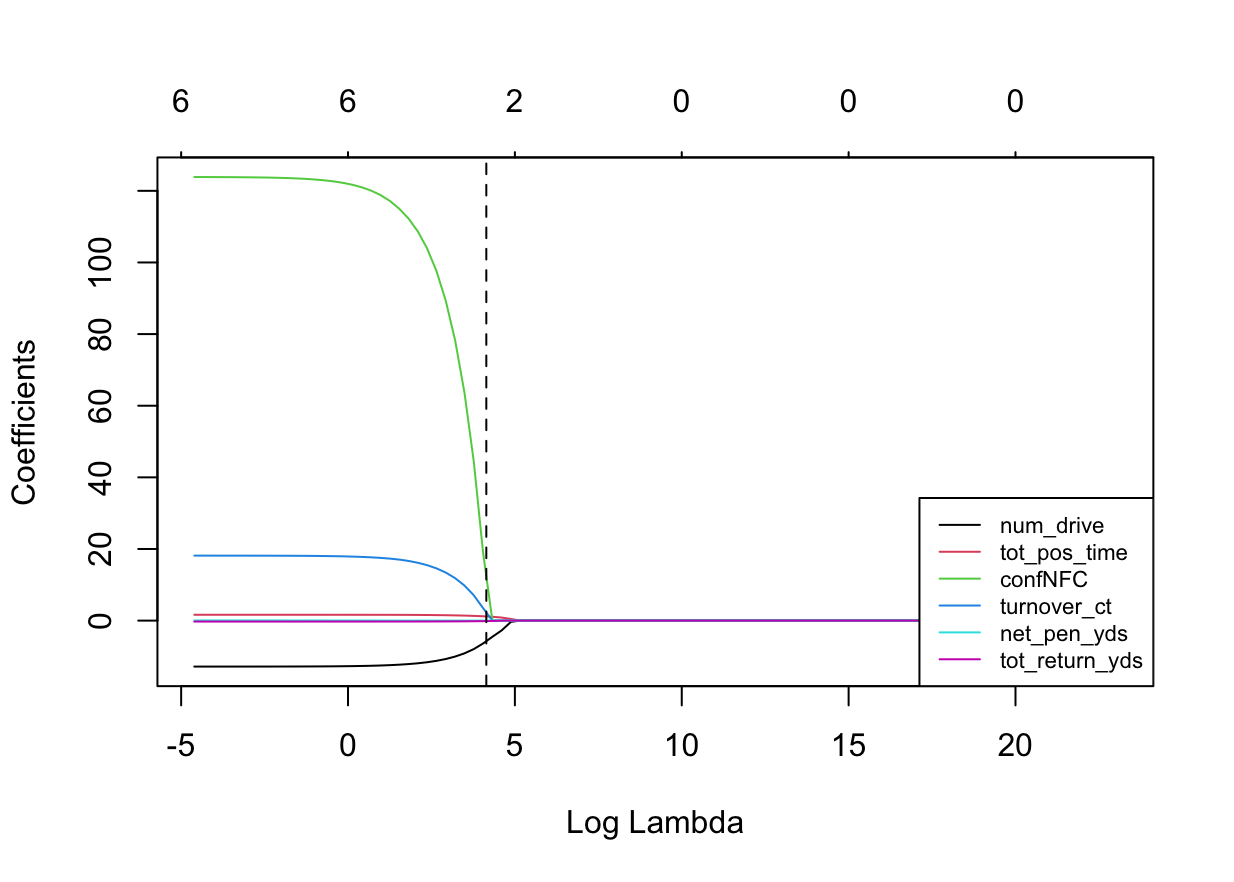 6 6 2 0 0 0
Coefficients
100
80
60
40
20
0
num_drive
tot_pos_time
confNFC
turnover_ct
net_pen_yds
tot_return_yds
-5 0 5 10 15 20
Log Lambda